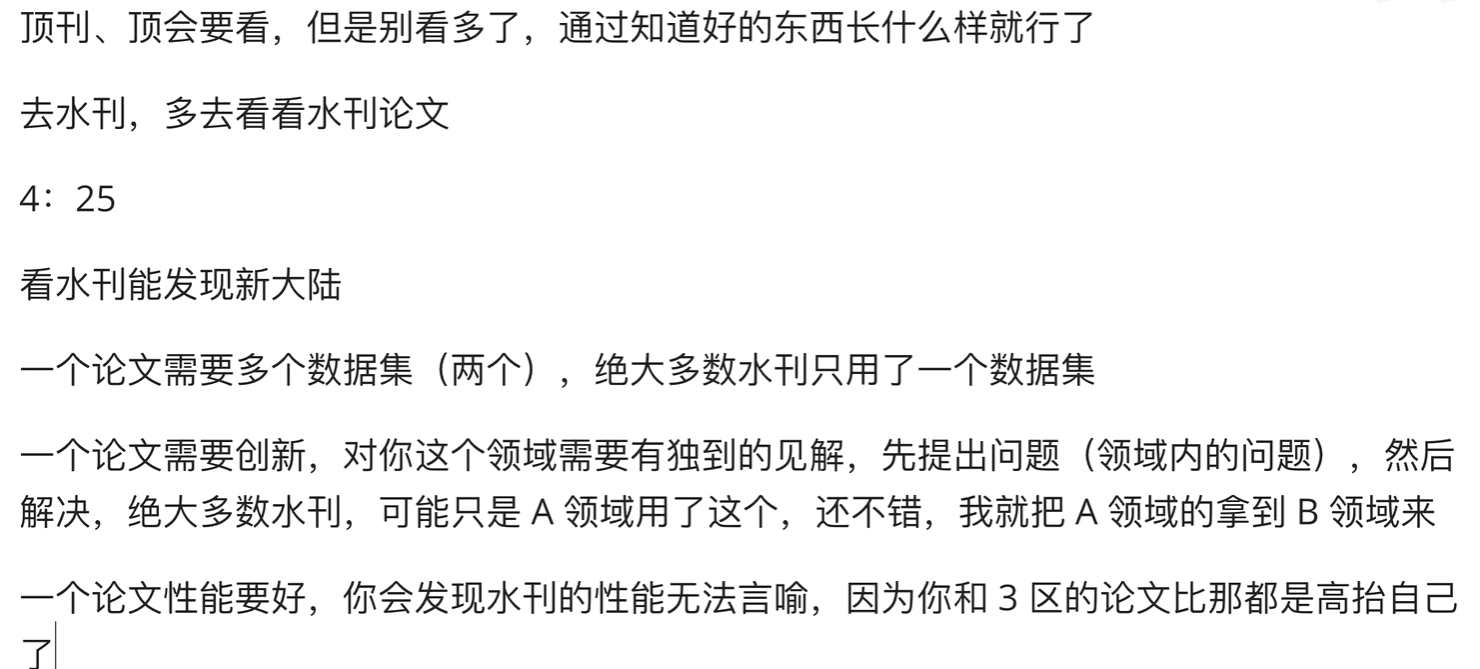 顶刊、顶会要看，但是别看多了，通过知道好的东西长什么样就行了
去水刊，多去看看水刊论文
4：25
看水刊能发现新大陆
一个论文需要多个数据集（两个），绝大多数水刊只用了一个数据集
一个论文需要创新，对你这个领域需要有独到的见解，先提出问题（领域内的问题），然后
解决，绝大多数水刊，可能只是 A 领域用了这个，还不错，我就把 A 领域的拿到 B 领域来
一个论文性能要好，你会发现水刊的性能无法言喻，因为你和 3 区的论文比那都是高抬自己
了